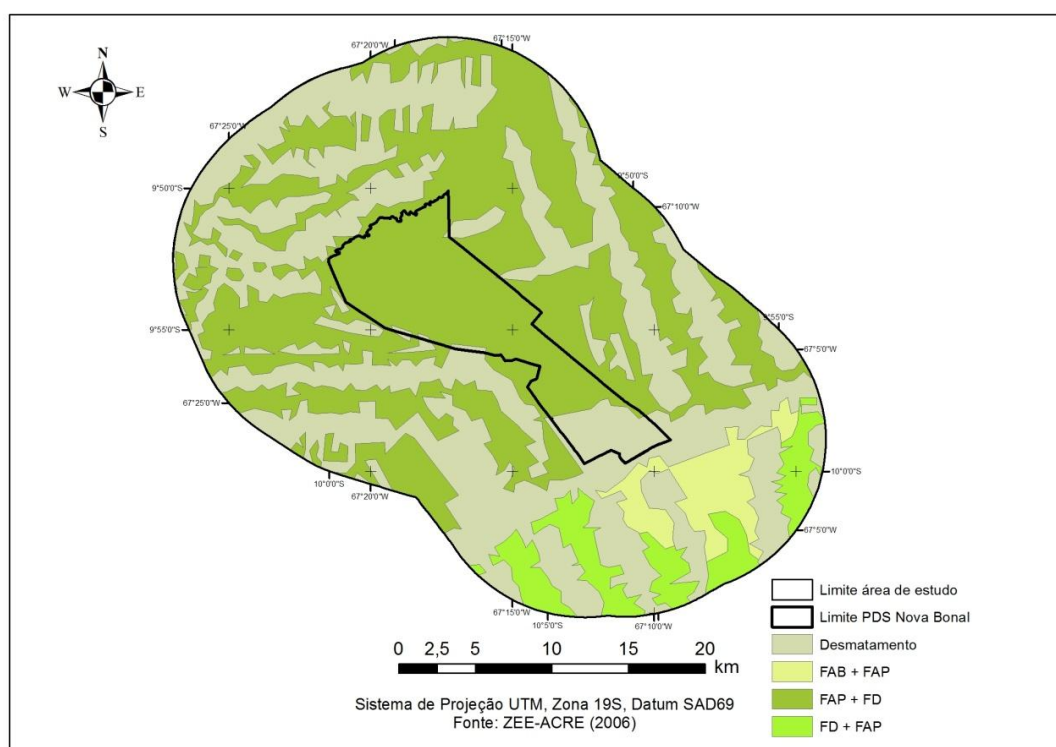 N
W E
S
67°20'0"W
67°15'0"W
67°25'0"W
9°50'0"S
9°50'0"S
67°10'0"W
9°55'0"S
9°55'0"S
67°5'0"W
67°25'0"W
10°0'0"S
67°20'0"W
10°0'0"S
67°5'0"W
67°15'0"W
10°5'0"S
67°10'0"W
Limite área de estudo
Limite PDS Nova Bonal
Desmatamento
FAB + FAP
FAP + FD
FD + FAP
0 2,5 5 10 15 20
km
Sistema de Projeção UTM, Zona 19S, Datum SAD69
Fonte: ZEE-ACRE (2006)